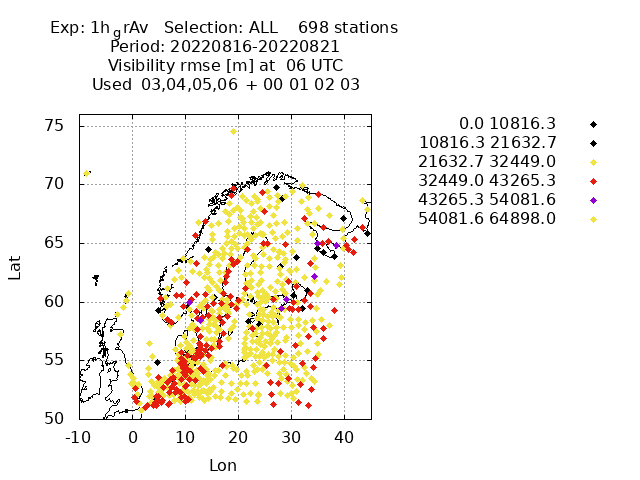 Exp: 1h grAv   Selection: ALL    698 stations
Period: 20220816-20220821
Visibility rmse [m] at  06 UTC
Used  03,04,05,06  + 00 01 02 03
0.0 10816.3
10816.3 21632.7
21632.7 32449.0
32449.0 43265.3
43265.3 54081.6
54081.6 64898.0
75
70
65
60
55
50
Lat
-10 0 10 20 30 40
Lon